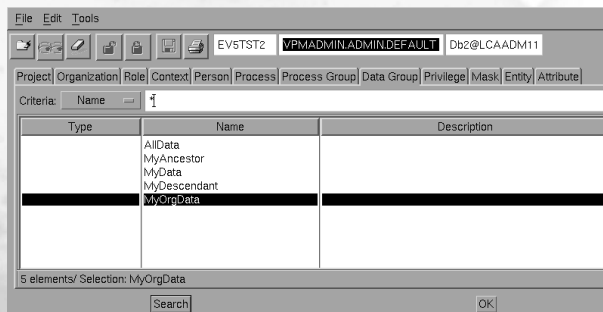 File Edit Tools
EV5TST2 VPMADMIN.ADMIN.DEFAULT Db2@LCAADM11
Project Organization Role Context Person Process Process Group Data Group Privilege Mask Entity Attribute
Criteria: Name *
Type Name Description
AllData
MyAncestor
MyData
MyDescendant
MyOrgData
5 elements/ Selection: MyOrgData
Search OK